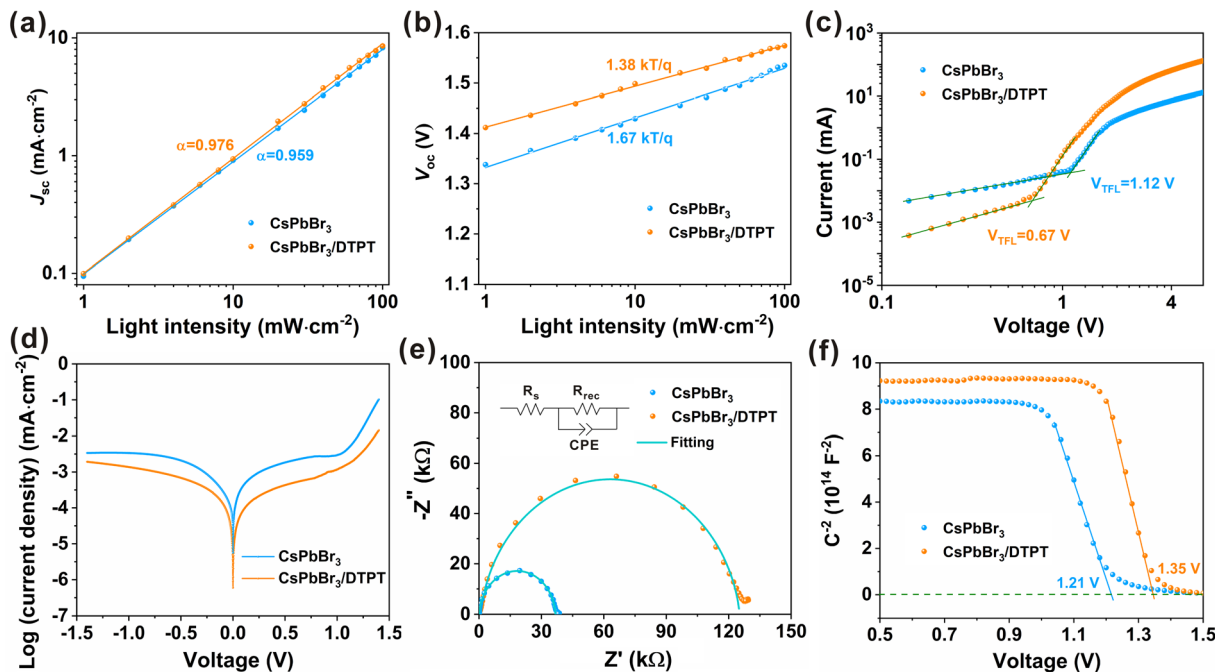 (a)
10
1
0.1
J_sc (mA·cm⁻²)
α=0.976
α=0.959
CsPbBr₃
CsPbBr₃/DTPT
1 10 100
Light intensity (mW·cm⁻²)
(b)
1.6
1.5
1.4
1.3
1.2
1.1
V_oc (V)
1.38 kT/q
1.67 kT/q
CsPbBr₃
CsPbBr₃/DTPT
1 10 100
Light intensity (mW·cm⁻²)
(c)
10³
10¹
10⁻¹
10⁻³
10⁻⁵
Current (mA)
CsPbBr₃
CsPbBr₃/DTPT
V_TFL=1.12 V
V_TFL=0.67 V
0.1 1 4
Voltage (V)
(d)
0
-1
-2
-3
-4
-5
-6
-7
Log (current density) (mA·cm⁻²)
CsPbBr₃
CsPbBr₃/DTPT
-1.5 -1.0 -0.5 0.0 0.5 1.0 1.5
Voltage (V)
(e)
100
80
60
40
20
0
-Z" (kΩ)
R_s
R_rec
CPE
CsPbBr₃
CsPbBr₃/DTPT
Fitting
0 30 60 90 120 150
Z' (kΩ)
(f)
10
8
6
4
2
0
C⁻² (10¹⁴ F⁻²)
CsPbBr₃
CsPbBr₃/DTPT
1.21 V
1.35 V
0.5 0.7 0.9 1.1 1.3 1.5
Voltage (V)